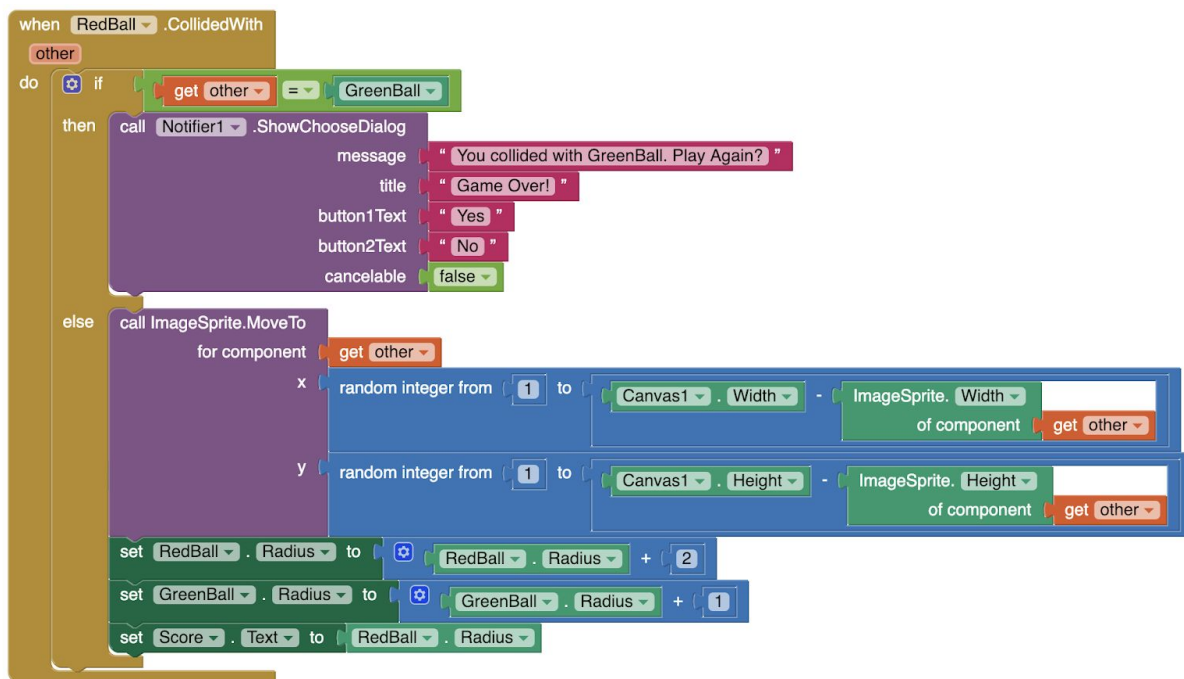 when RedBall .CollidedWith
other
do if get other = GreenBall
then call Notifier1 .ShowChooseDialog
message " You collided with GreenBall. Play Again? "
title " Game Over! "
button1Text " Yes "
button2Text " No "
cancelable false
else call ImageSprite.MoveTo
for component get other
x random integer from 1 to Canvas1 . Width - ImageSprite. Width
of component get other
y random integer from 1 to Canvas1 . Height - ImageSprite. Height
of component get other
set RedBall . Radius to RedBall . Radius + 2
set GreenBall . Radius to GreenBall . Radius + 1
set Score . Text to RedBall . Radius